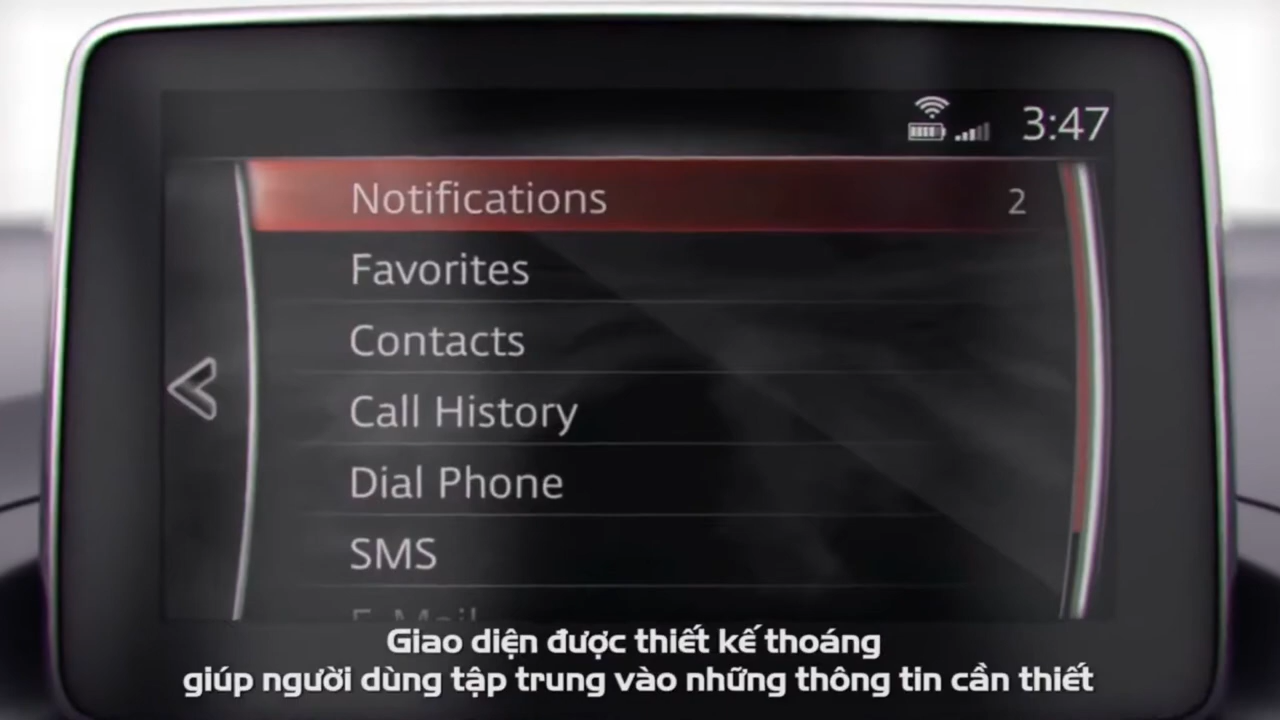 3:47
Notifications 2
Favorites
Contacts
Call History
Dial Phone
SMS
E-Mail
Giao diện được thiết kế thoáng
giúp người dùng tập trung vào những thông tin cần thiết